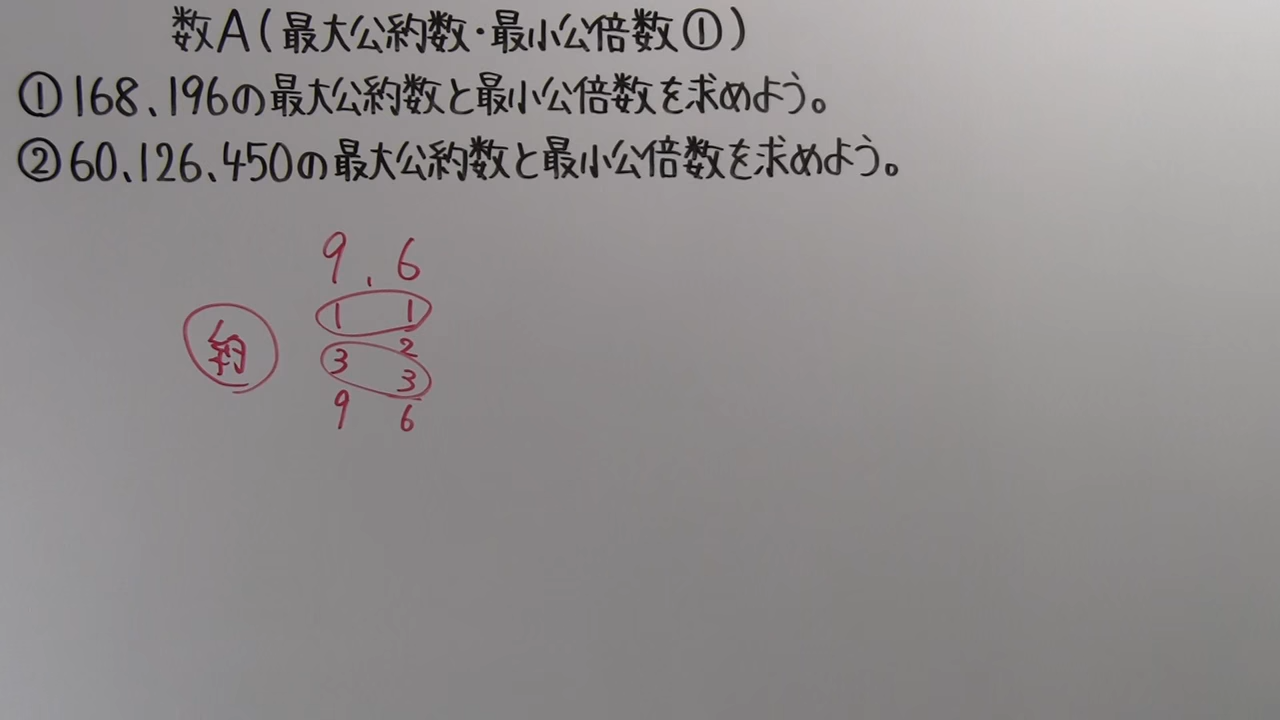 数A(最大公約数・最小公倍数①)
①168、196の最大公約数と最小公倍数を求めよう。
②60、126、450の最大公約数と最小公倍数を求めよう。
9, 6
約
1 1
2
3
3
9 6